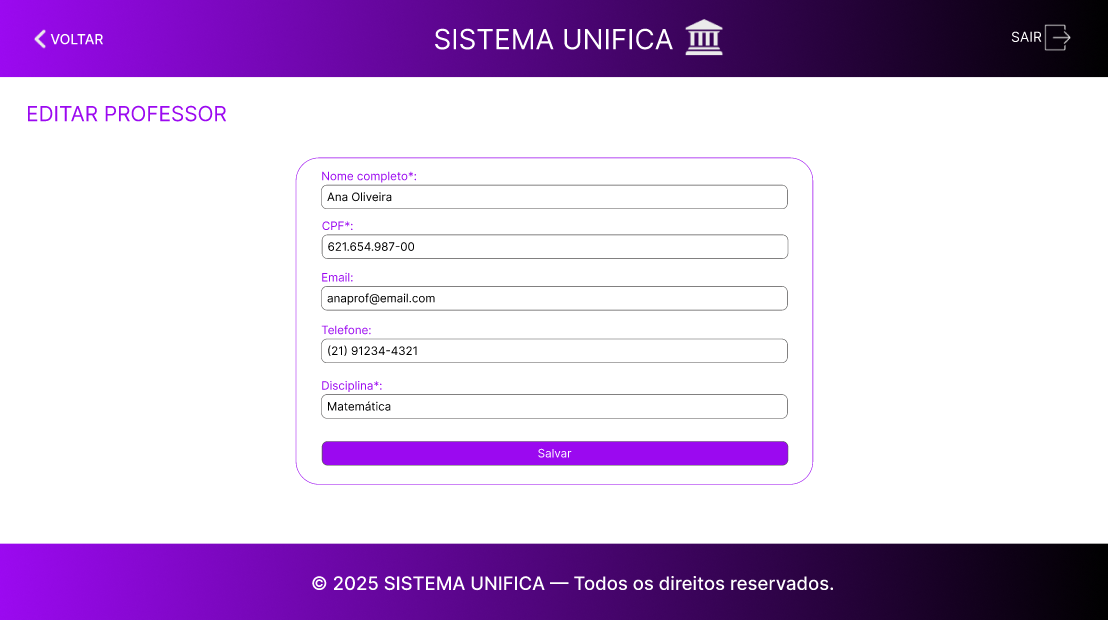 VOLTAR
SISTEMA UNIFICA
SAIR
EDITAR PROFESSOR
Nome completo*:
Ana Oliveira
CPF*:
621.654.987-00
Email:
anaprof@email.com
Telefone:
(21) 91234-4321
Disciplina*:
Matemática
Salvar
© 2025 SISTEMA UNIFICA — Todos os direitos reservados.